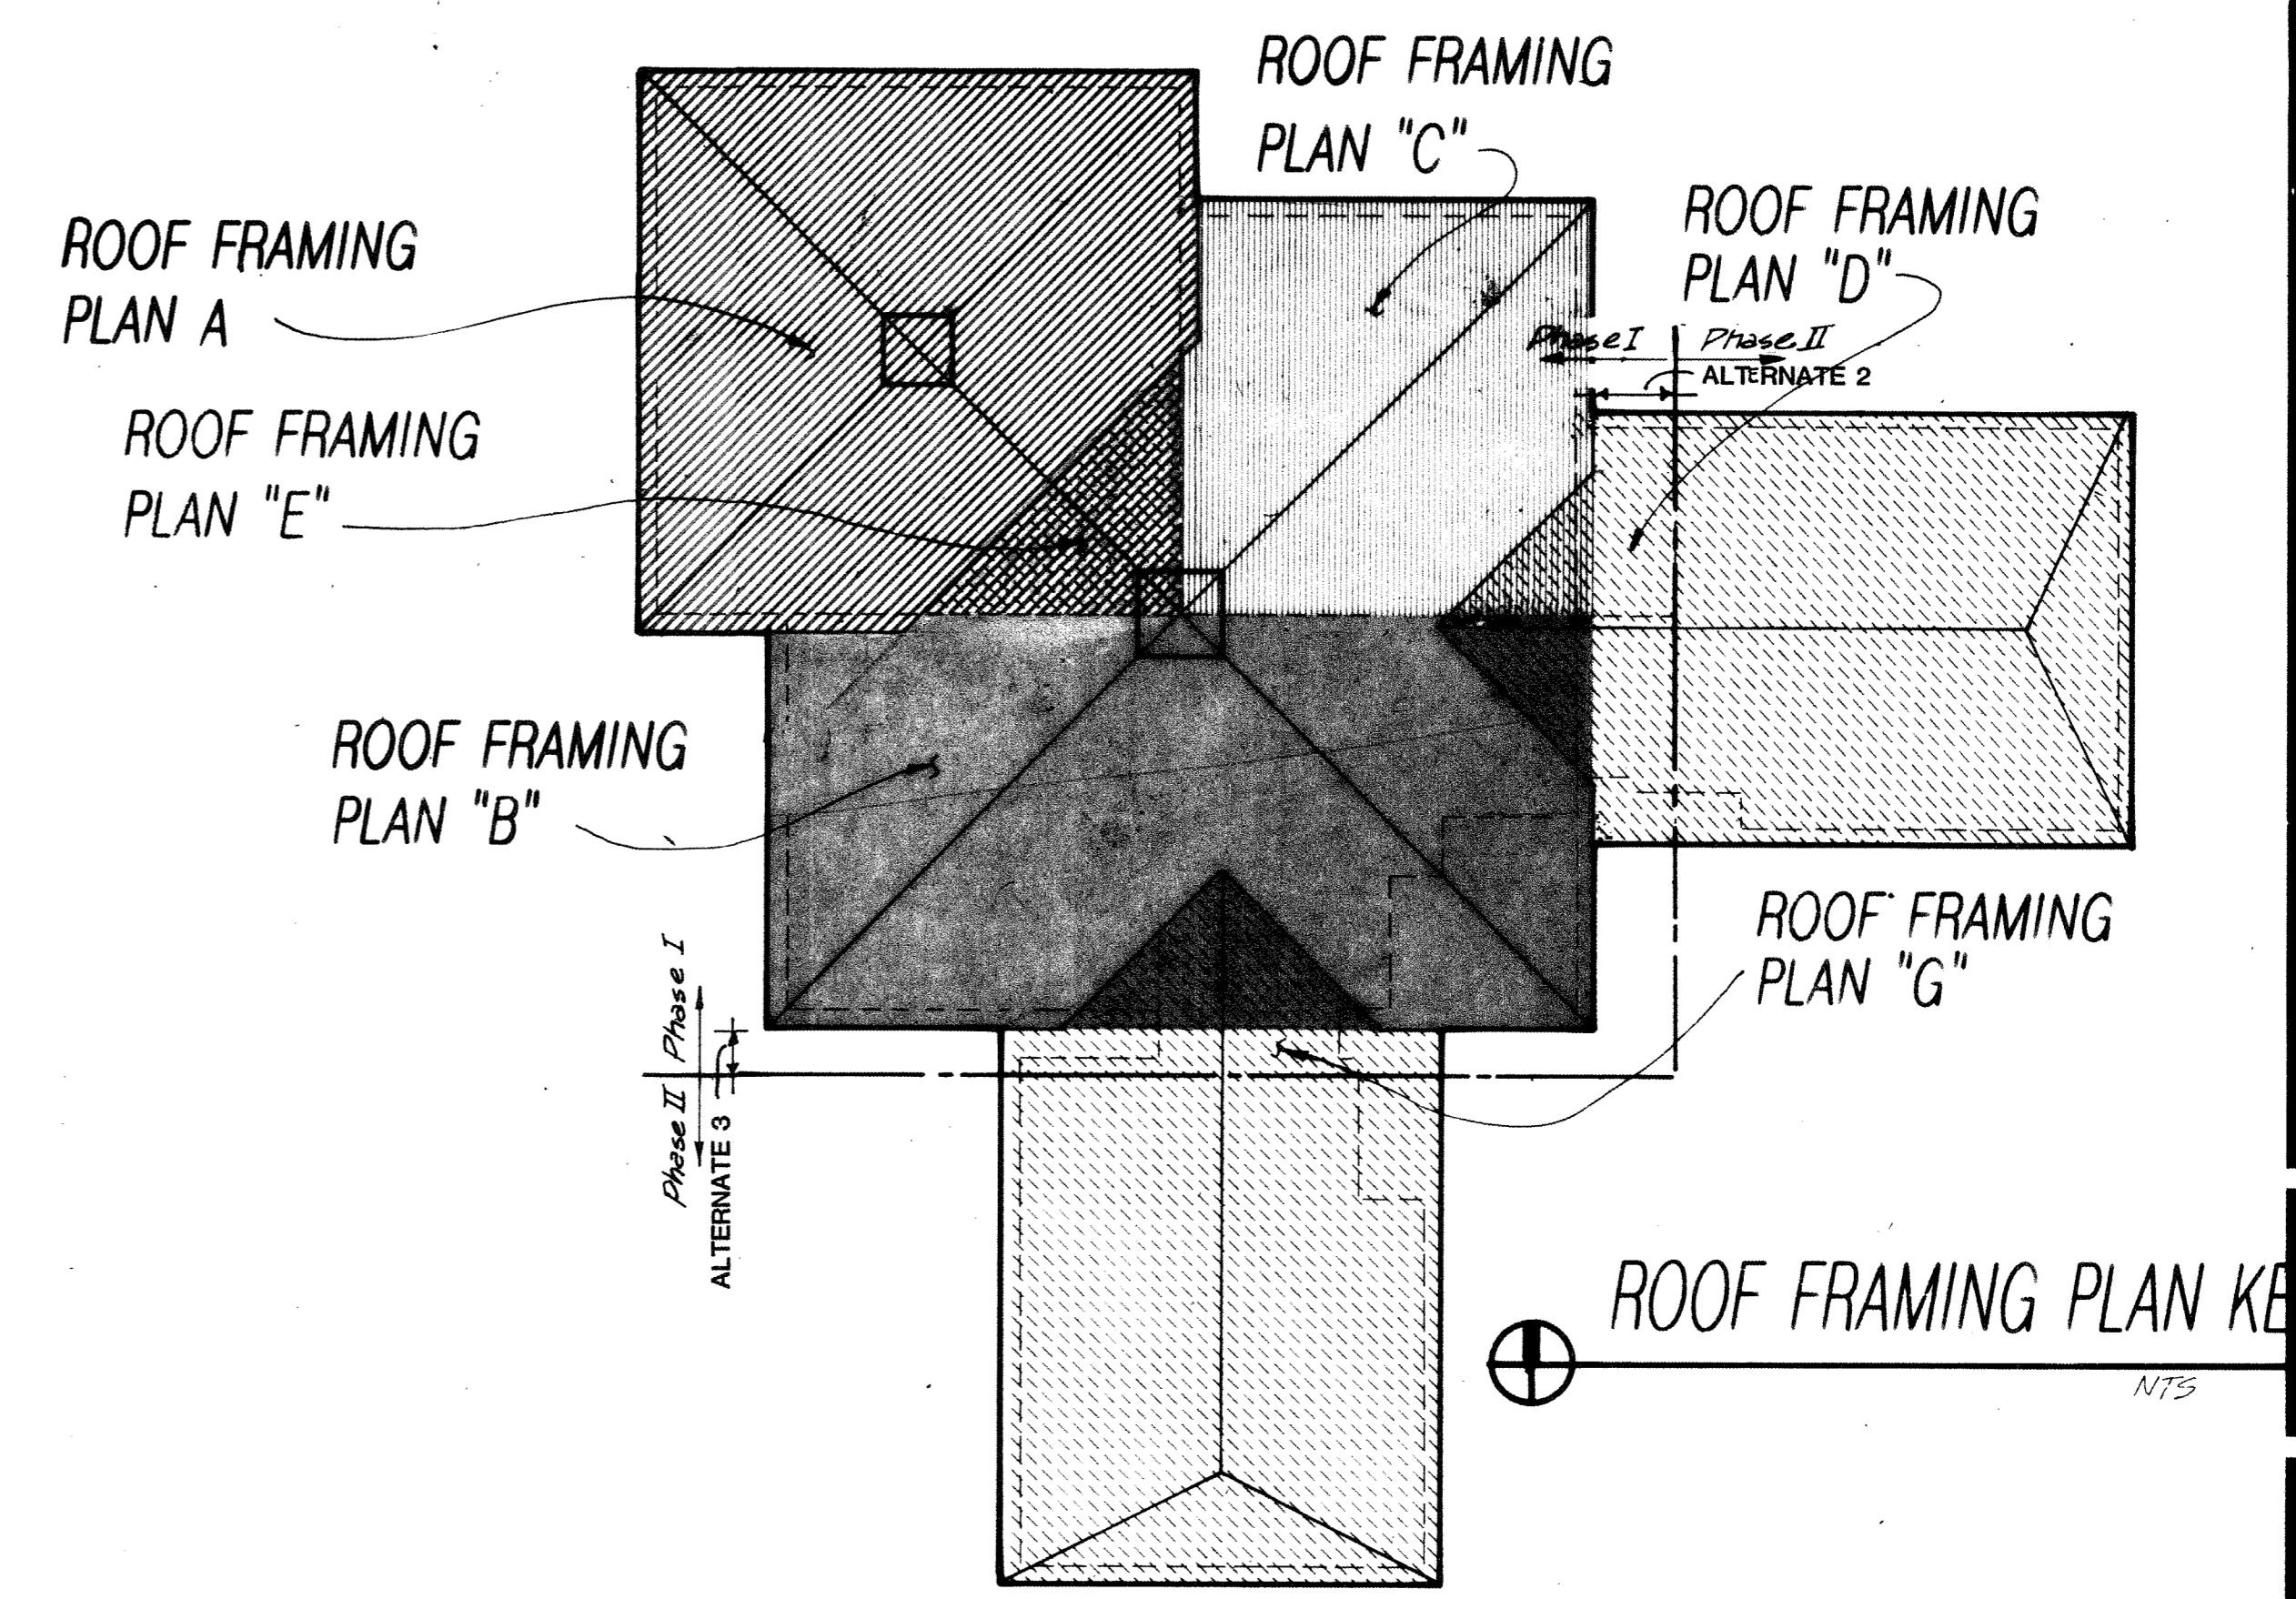 ROOF FRAMING
PLAN "C"
ROOF FRAMING
PLAN "D"
ROOF FRAMING
PLAN A
Phase I
Phase II
ALTERNATE 2
ROOF FRAMING
PLAN "E"
ROOF FRAMING
PLAN "B"
ROOF FRAMING
PLAN "G"
Phase II Phase I
ALTERNATE 3
ROOF FRAMING PLAN
NTS